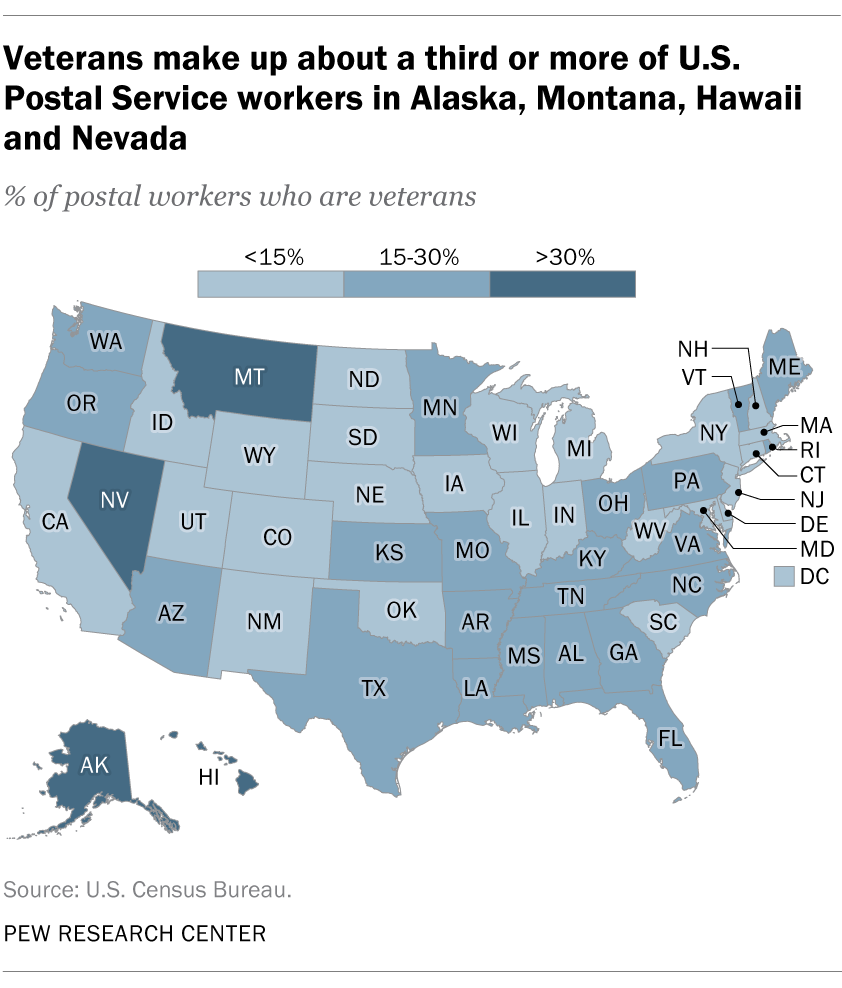 Veterans make up about a third or more of U.S.
Postal Service workers in Alaska, Montana, Hawaii
and Nevada
% of postal workers who are veterans
<15% 15-30% >30%
WA
MT
ND
MN
NH
VT
ME
OR
ID
SD
WI
MI
NY
MA
RI
CT
WY
IA
PA
NJ
NV
NE
IL
IN
OH
DE
CA
UT
CO
KS
MO
WV
VA
MD
KY
DC
AZ
NM
OK
AR
TN
NC
SC
MS
AL
GA
TX
LA
FL
AK
HI
Source: U.S. Census Bureau.
PEW RESEARCH CENTER